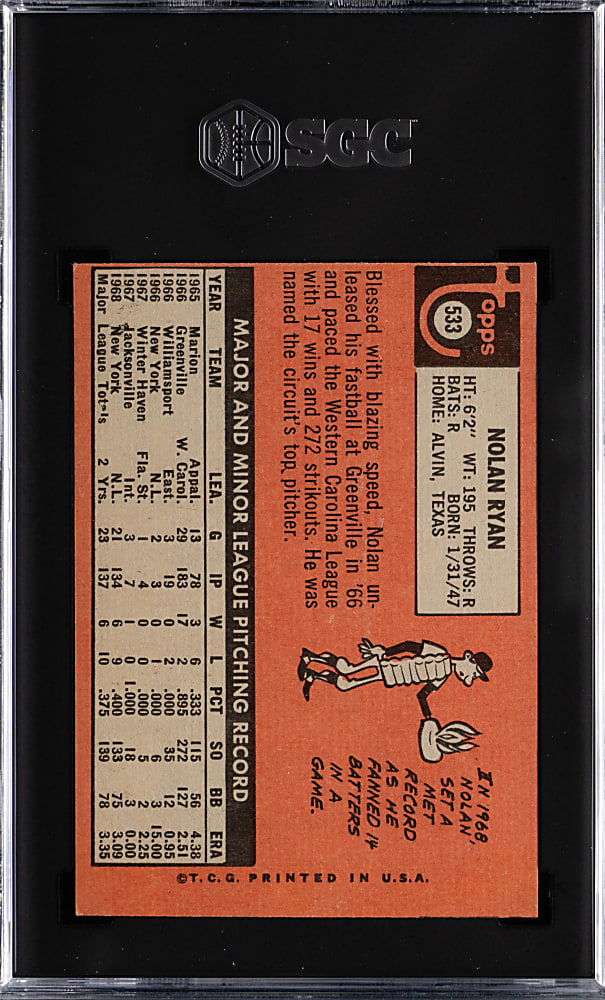 SGC
Topps
533
NOLAN RYAN
HT: 6'2" WT: 195 THROWS: R
BATS: R BORN: 1/31/47
HOME: ALVIN, TEXAS
Blessed with blazing speed, Nolan un-
leased his fastball at Greenville in '66
and paced the Western Carolina League
with 17 wins and 272 strikouts. He was
named the circuit's top pitcher.
IN 1968
NOLAN,
SET A
MET
RECORD
AS HE
FANNED 14
BATTERS
IN A
GAME.
MAJOR AND MINOR LEAGUE PITCHING RECORD
YEAR TEAM LEA. G IP W L PCT SO BB ERA
1965 Marion Appal. 13 78 3 6 .333 115 56 4.38
1966 Greenville W. Carol. 29 183 17 2 .895 272 127 2.51
1966 Williamsport East. 3 19 0 2 .000 35 12 0.95
1966 New York N.L. 2 3 0 1 .000 6 3 15.00
1967 Winter Haven Fla. St. 1 4 0 0 .000 5 2 2.25
1967 Jacksonville Int. 3 7 1 0 1.000 18 3 0.00
1968 New York N.L. 21 134 6 9 .400 133 75 3.09
Major League Tot'ls 2 Yrs. 23 137 6 10 .375 139 78 3.35
©T.C.G. PRINTED IN U.S.A.